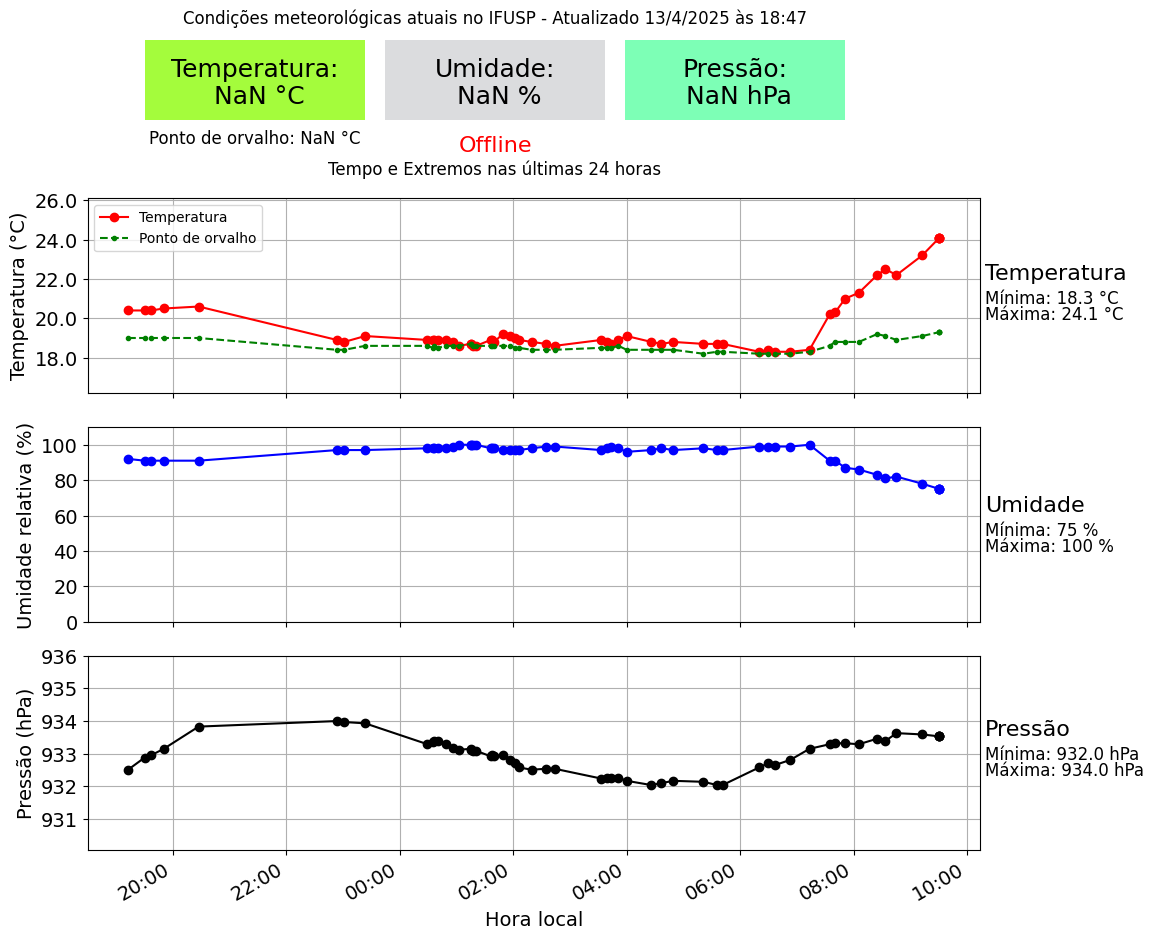 Condições meteorológicas atuais no IFUSP - Atualizado 13/4/2025 às 18:47
Temperatura:
NaN °C
Umidade:
NaN %
Pressão:
NaN hPa
Ponto de orvalho: NaN °C
Offline
Tempo e Extremos nas últimas 24 horas
Temperatura (°C)
26.0
24.0
22.0
20.0
18.0
Temperatura
Ponto de orvalho
Temperatura
Mínima: 18.3 °C
Máxima: 24.1 °C
Umidade relativa (%)
100
80
60
40
20
0
Umidade
Mínima: 75 %
Máxima: 100 %
Pressão (hPa)
936
935
934
933
932
931
Pressão
Mínima: 932.0 hPa
Máxima: 934.0 hPa
20:00
22:00
00:00
02:00
04:00
06:00
08:00
10:00
Hora local